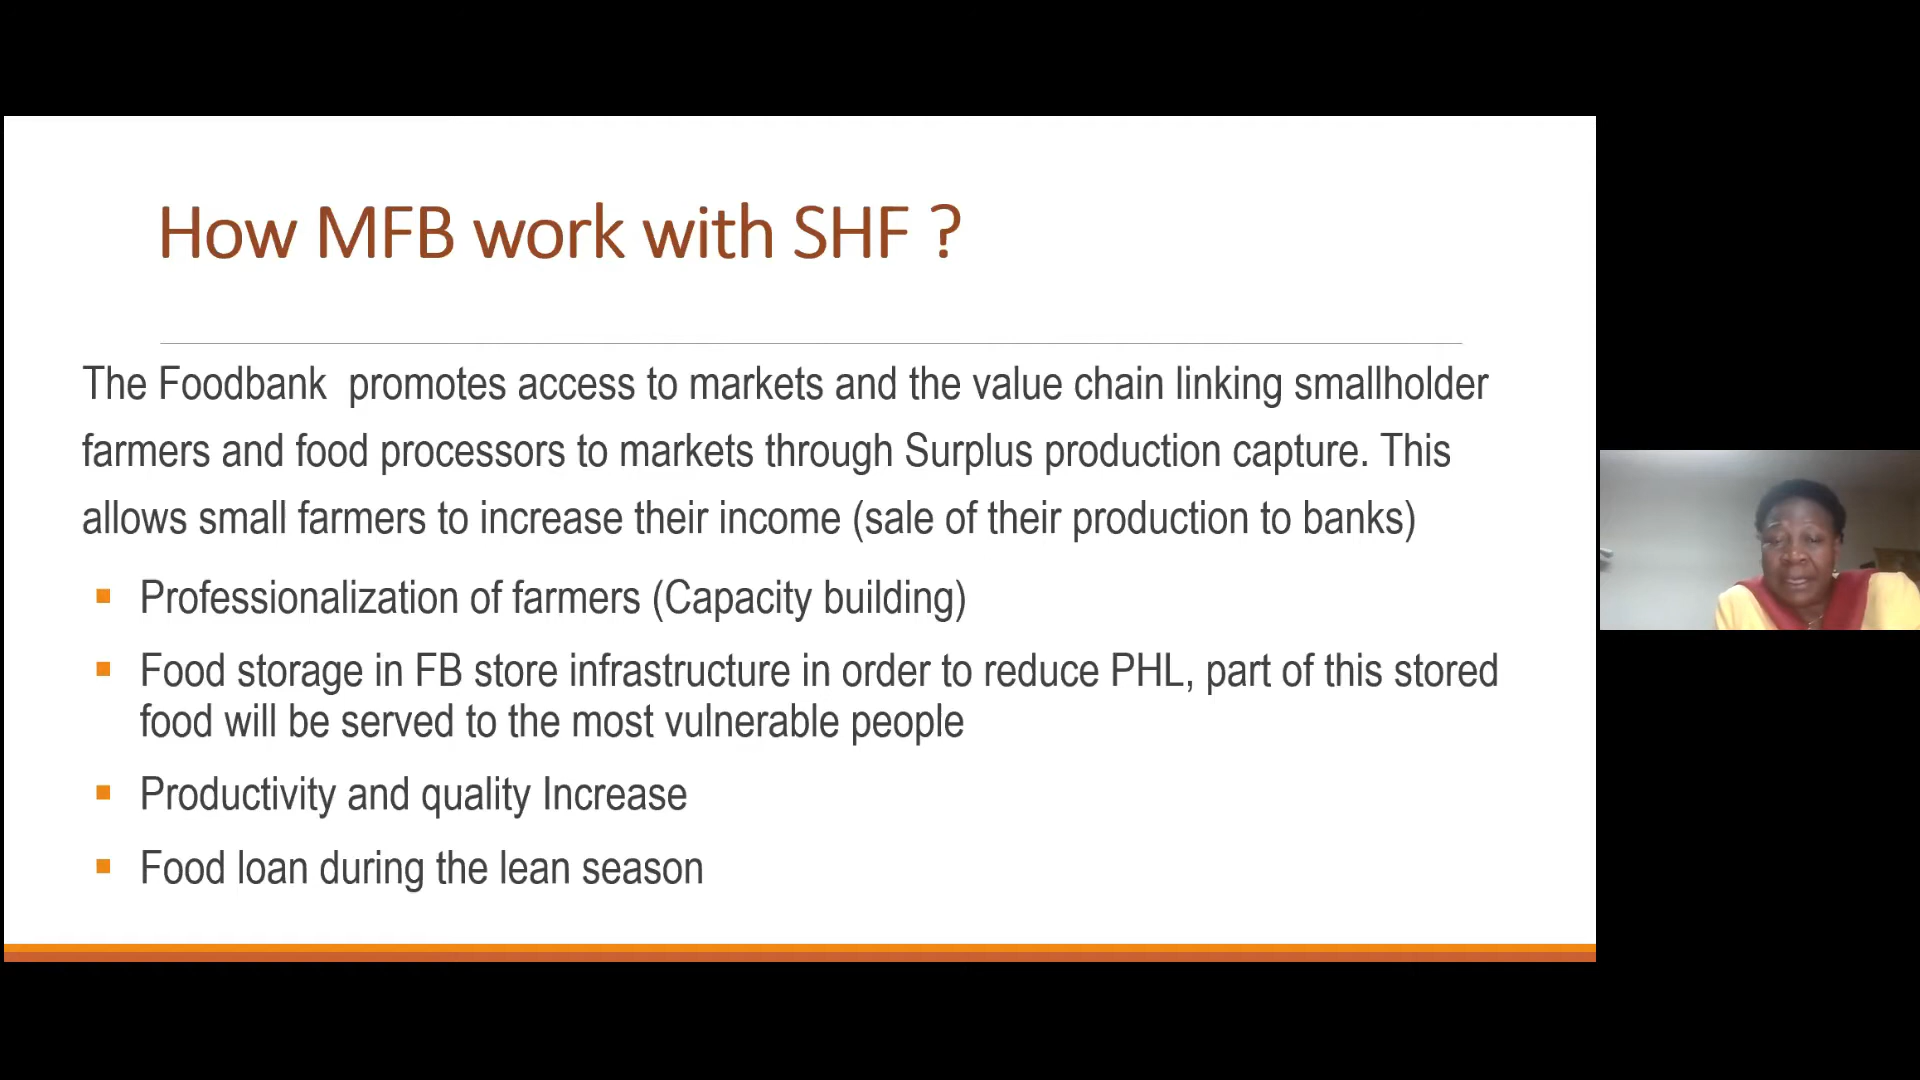 How MFB work with SHF ?
The Foodbank  promotes access to markets and the value chain linking smallholder
farmers and food processors to markets through Surplus production capture. This
allows small farmers to increase their income (sale of their production to banks)
Professionalization of farmers (Capacity building)
Food storage in FB store infrastructure in order to reduce PHL, part of this stored
food will be served to the most vulnerable people
Productivity and quality Increase
Food loan during the lean season